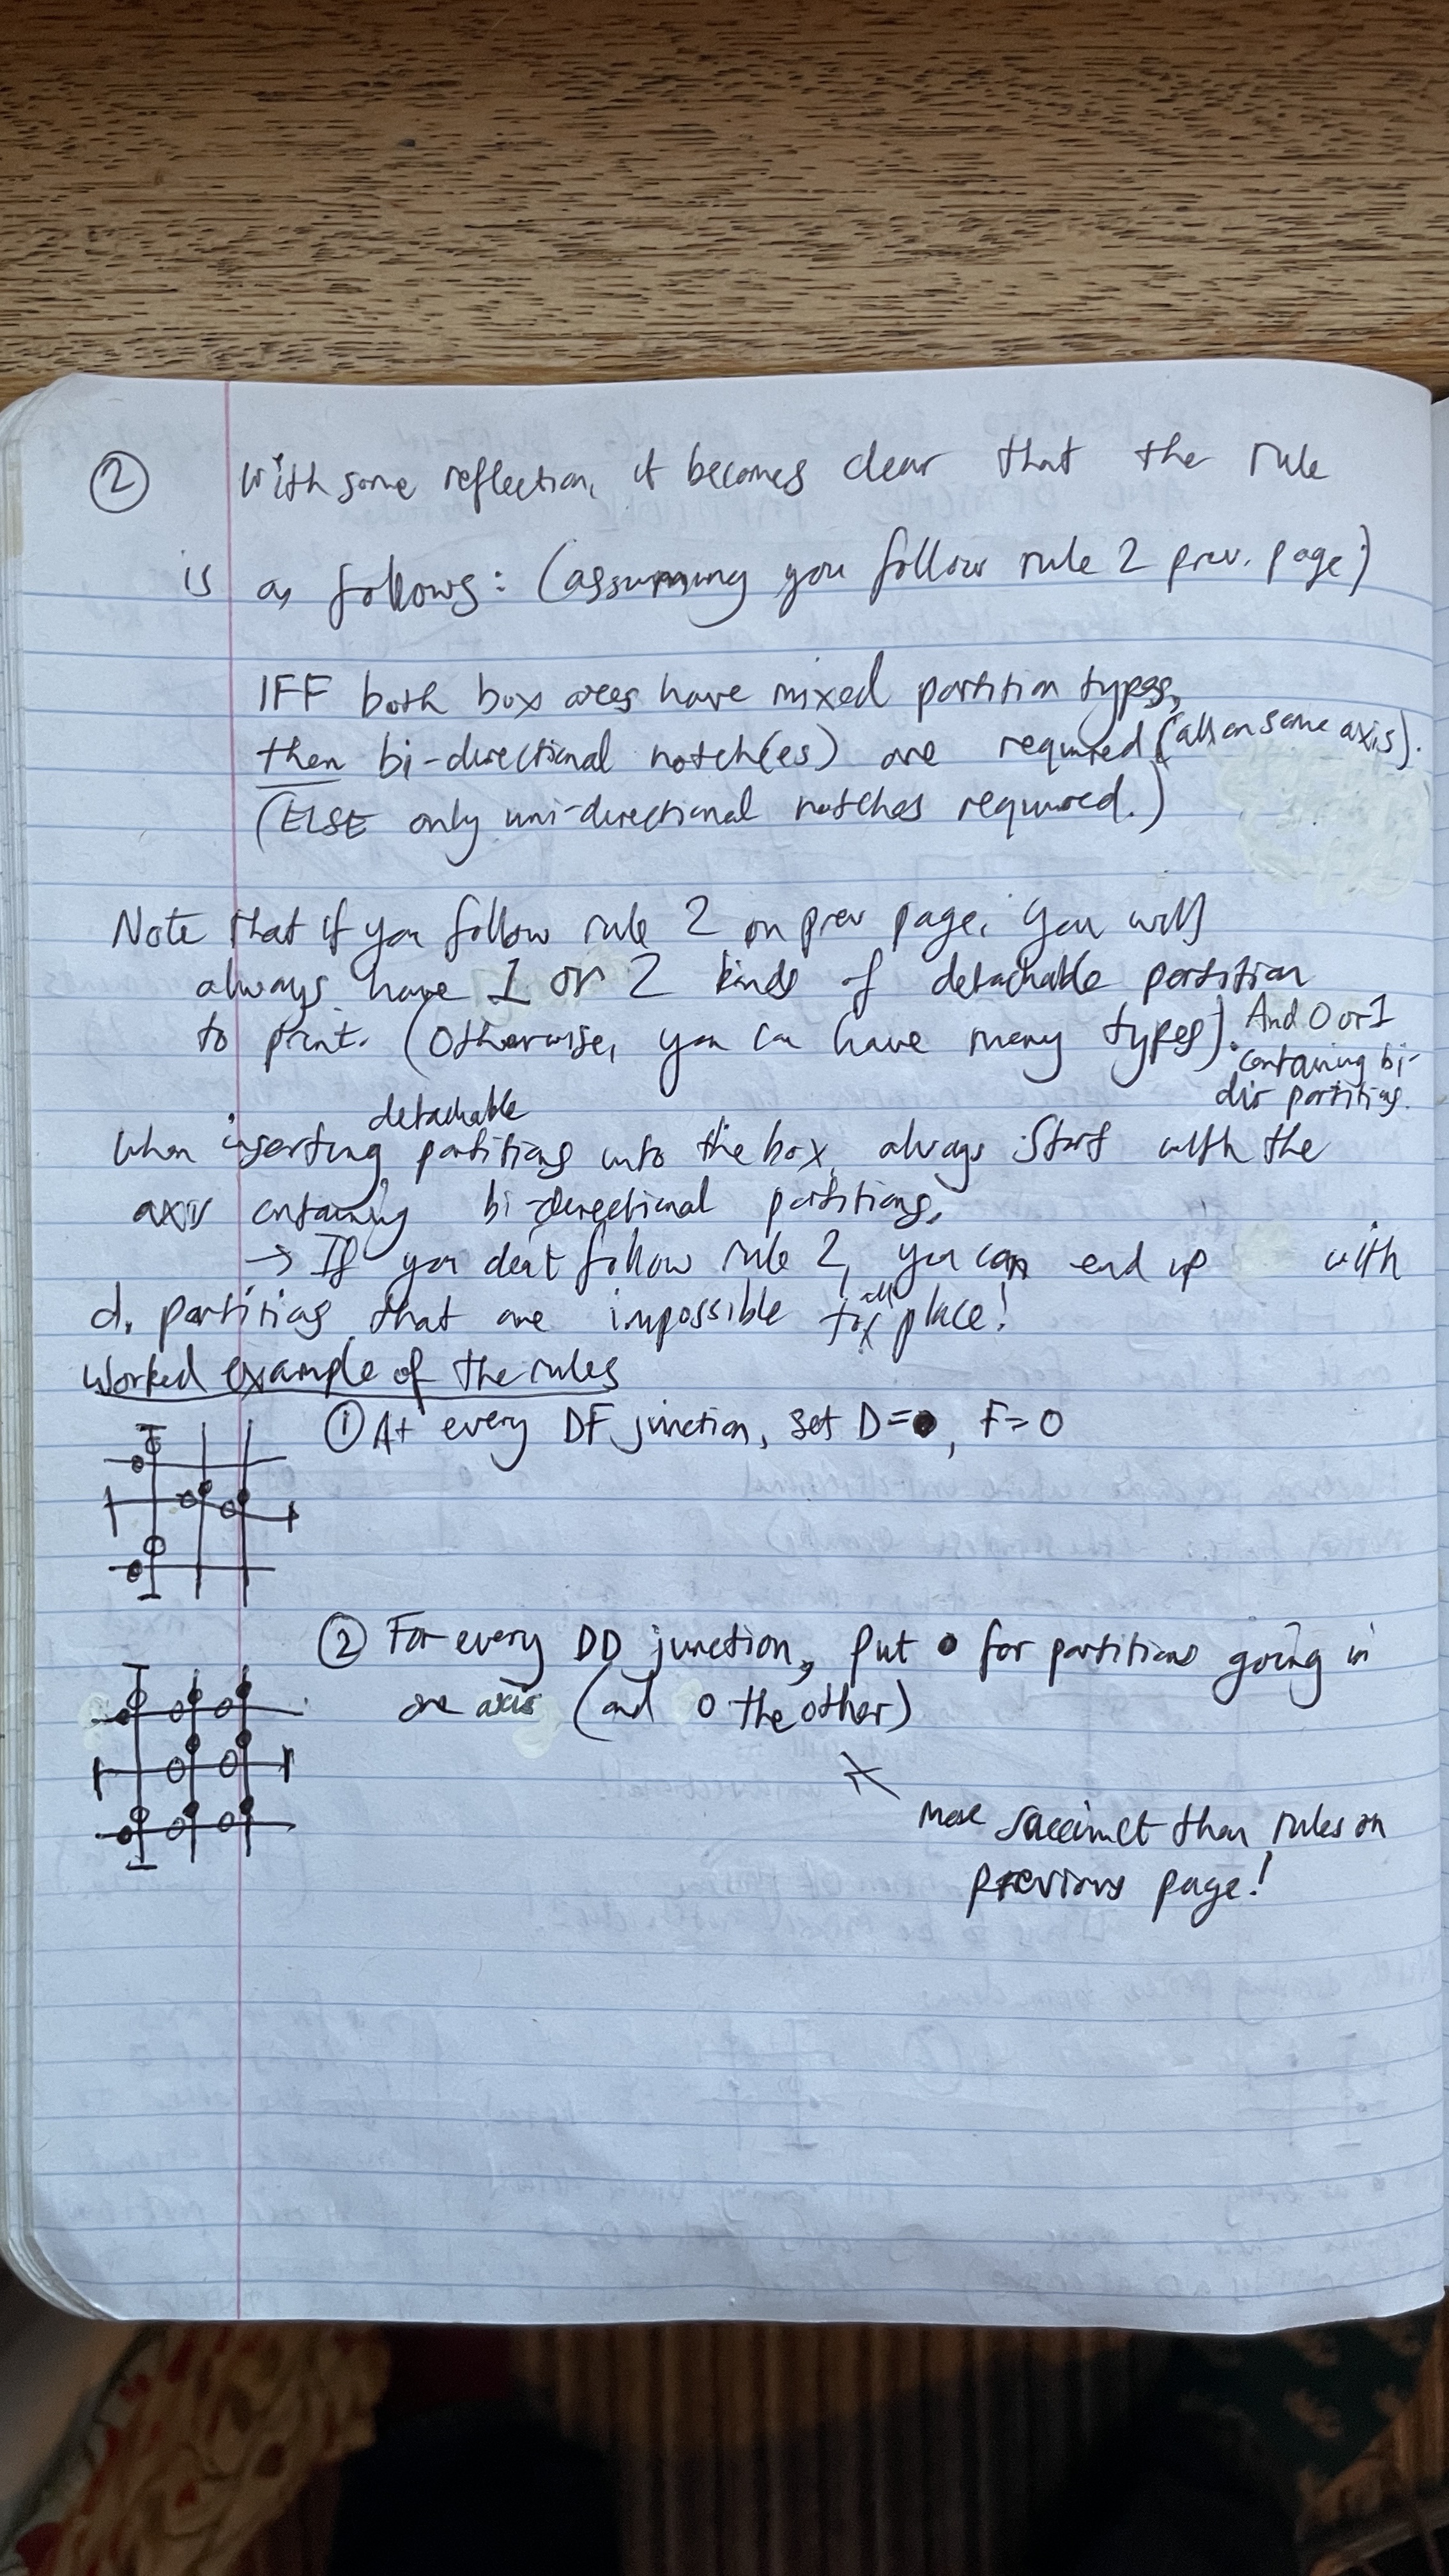 ② With some reflection, it becomes clear that the rule
is as follows: (assuming you follow rule 2 prev. page)
IFF both box axes have mixed partition types,
then bi-directional notch(es) are required (all on same axis).
(ELSE only uni-directional notches required.)
Note that if you follow rule 2 on prev page, you will
always have 1 or 2 kinds of detachable partition
to print. (Otherwise, you can have many types). And 0 or 1
containing bi-
dir partitions.
When inserting detachable partitions into the box, always start with the
axis containing bi-directional partitions.
→ If you don't follow rule 2, you can end up with
d. partitions that are impossible to all place!
Worked example of the rules
① At every DF junction, set D=●, F=O
② For every DD junction, put ● for partitions going in
one axis (and O the other)
More succinct than rules on
previous page!